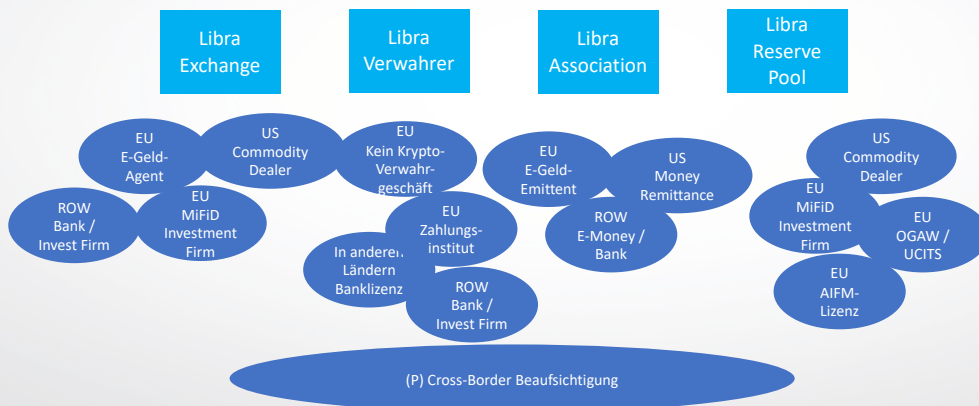 Libra
Exchange
Libra
Verwahrer
Libra
Association
Libra
Reserve
Pool
EU
E-Geld-
Agent
US
Commodity
Dealer
ROW
Bank /
Invest Firm
EU
MiFiD
Investment
Firm
EU
Kein Krypto-
Verwahr-
geschäft
EU
Zahlungs-
institut
In anderen
Ländern
Banklizenz
ROW
Bank /
Invest Firm
EU
E-Geld-
Emittent
US
Money
Remittance
ROW
E-Money /
Bank
US
Commodity
Dealer
EU
MiFiD
Investment
Firm
EU
OGAW /
UCITS
EU
AIFM-
Lizenz
(P) Cross-Border Beaufsichtigung